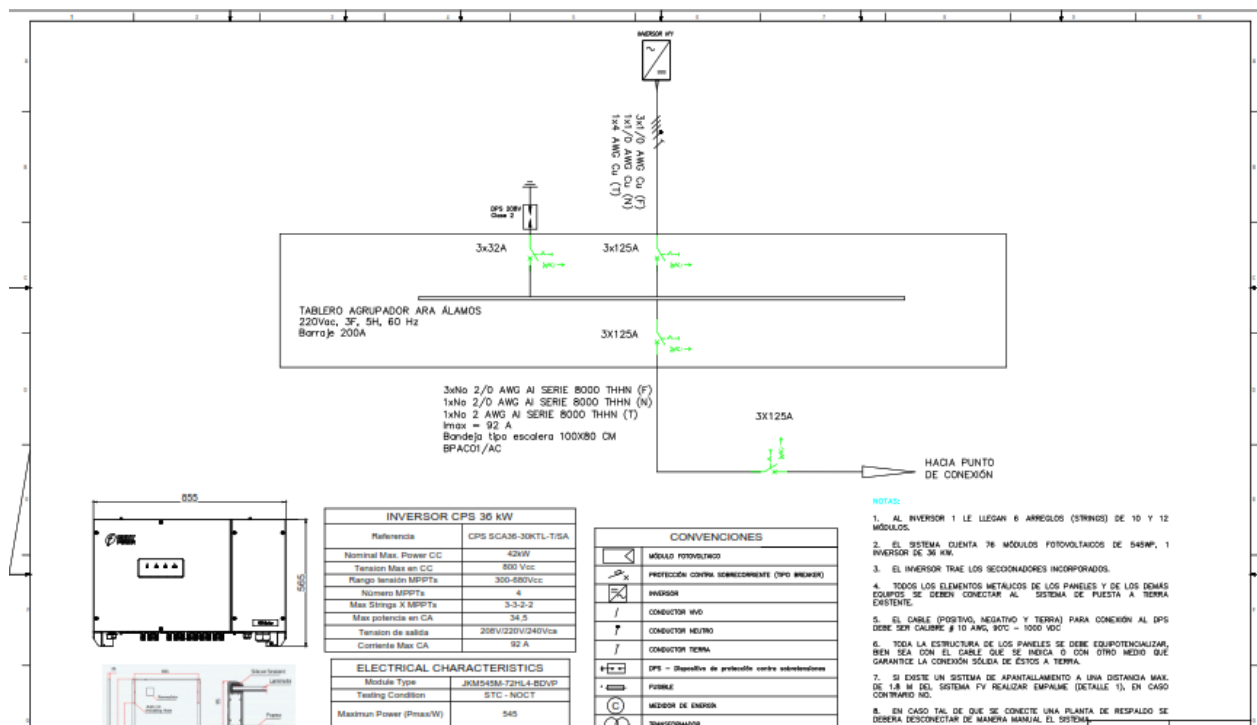 INVERSOR HY
3x1/0 AWG Cu (F)
1x1/0 AWG Cu (N)
1x4 AWG Cu (T)
DPS 208V
Clase 2
3x32A
3x125A
TABLERO AGRUPADOR ARA ÁLAMOS
220Vac, 3F, 5H, 60 Hz
Barraje 200A
3X125A
3xNo 2/0 AWG Al SERIE 8000 THHN (F)
1xNo 2/0 AWG Al SERIE 8000 THHN (N)
1xNo 2 AWG Al SERIE 8000 THHN (T)
Imax = 92 A
Bandeja tipo escalera 100X80 CM
BPAC01/AC
3X125A
HACIA PUNTO
DE CONEXIÓN
855
565
INVERSOR CPS 36 kW
Referencia CPS SCA36-30KTL-T/SA
Nominal Max. Power CC 42kW
Tension Max en CC 800 Vcc
Rango tensión MPPTs 300-680Vcc
Número MPPTs 4
Max Strings X MPPTs 3-3-2-2
Max potencia en CA 34,5
Tension de salida 208V/220V/240Vca
Corriente Max CA 92 A
ELECTRICAL CHARACTERISTICS
Module Type JKM545M-72HL4-BDVP
Testing Condition STC - NOCT
Maximun Power (Pmax/W) 545
CONVENCIONES
MÓDULO FOTOVOLTAICO
PROTECCIÓN CONTRA SOBRECORRIENTE (TIPO BREAKER)
INVERSOR
CONDUCTOR VIVO
CONDUCTOR NEUTRO
CONDUCTOR TIERRA
DPS - Dispositivo de protección contra sobretensiones
FUSIBLE
C MEDIDOR DE ENERGÍA
TRANSFORMADOR
NOTAS:
1. AL INVERSOR 1 LE LLEGAN 6 ARREGLOS (STRINGS) DE 10 Y 12
MÓDULOS.
2. EL SISTEMA CUENTA 76 MÓDULOS FOTOVOLTAICOS DE 545WP, 1
INVERSOR DE 36 KW.
3. EL INVERSOR TRAE LOS SECCIONADORES INCORPORADOS.
4. TODOS LOS ELEMENTOS METÁLICOS DE LOS PANELES Y DE LOS DEMÁS
EQUIPOS SE DEBEN CONECTAR AL SISTEMA DE PUESTA A TIERRA
EXISTENTE.
5. EL CABLE (POSITIVO, NEGATIVO Y TIERRA) PARA CONEXIÓN AL DPS
DEBE SER CALIBRE # 10 AWG, 90°C - 1000 VDC
6. TODA LA ESTRUCTURA DE LOS PANELES SE DEBE EQUIPOTENCIALIZAR,
BIEN SEA CON EL CABLE QUE SE INDICA O CON OTRO MEDIO QUE
GARANTICE LA CONEXIÓN SÓLIDA DE ÉSTOS A TIERRA.
7. SI EXISTE UN SISTEMA DE APANTALLAMIENTO A UNA DISTANCIA MAX.
DE 1.8 M DEL SISTEMA FV REALIZAR EMPALME (DETALLE 1), EN CASO
CONTRARIO NO.
8. EN CASO TAL DE QUE SE CONECTE UNA PLANTA DE RESPALDO SE
DEBERA DESCONECTAR DE MANERA MANUAL EL SISTEMA